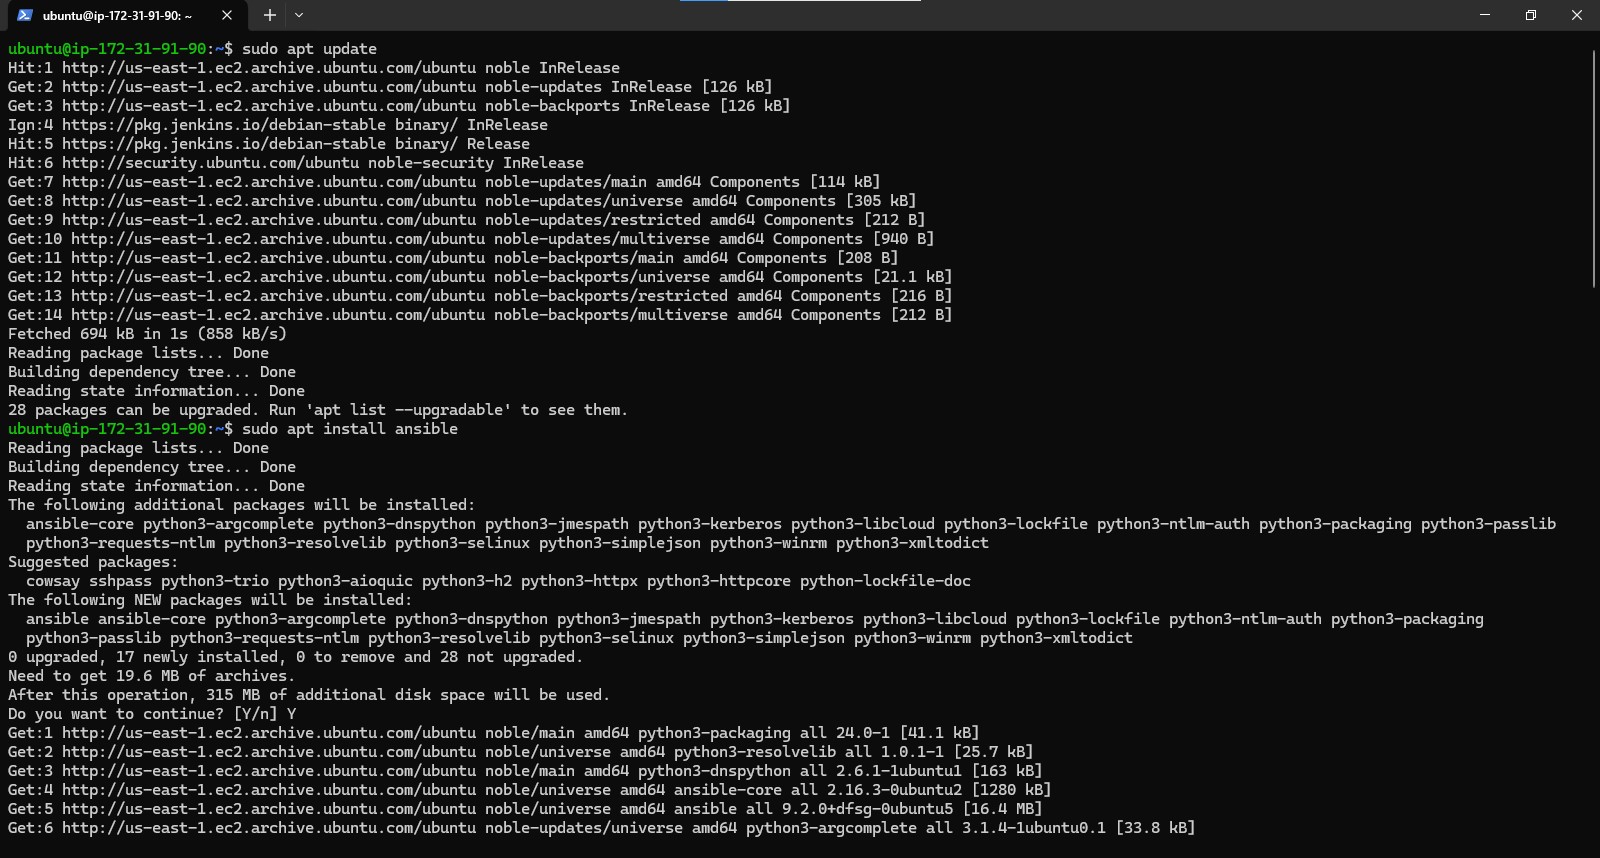 ubuntu@ip-172-31-91-90: ~
ubuntu@ip-172-31-91-90:~$ sudo apt update
Hit:1 http://us-east-1.ec2.archive.ubuntu.com/ubuntu noble InRelease
Get:2 http://us-east-1.ec2.archive.ubuntu.com/ubuntu noble-updates InRelease [126 kB]
Get:3 http://us-east-1.ec2.archive.ubuntu.com/ubuntu noble-backports InRelease [126 kB]
Ign:4 https://pkg.jenkins.io/debian-stable binary/ InRelease
Hit:5 https://pkg.jenkins.io/debian-stable binary/ Release
Hit:6 http://security.ubuntu.com/ubuntu noble-security InRelease
Get:7 http://us-east-1.ec2.archive.ubuntu.com/ubuntu noble-updates/main amd64 Components [114 kB]
Get:8 http://us-east-1.ec2.archive.ubuntu.com/ubuntu noble-updates/universe amd64 Components [305 kB]
Get:9 http://us-east-1.ec2.archive.ubuntu.com/ubuntu noble-updates/restricted amd64 Components [212 B]
Get:10 http://us-east-1.ec2.archive.ubuntu.com/ubuntu noble-updates/multiverse amd64 Components [940 B]
Get:11 http://us-east-1.ec2.archive.ubuntu.com/ubuntu noble-backports/main amd64 Components [208 B]
Get:12 http://us-east-1.ec2.archive.ubuntu.com/ubuntu noble-backports/universe amd64 Components [21.1 kB]
Get:13 http://us-east-1.ec2.archive.ubuntu.com/ubuntu noble-backports/restricted amd64 Components [216 B]
Get:14 http://us-east-1.ec2.archive.ubuntu.com/ubuntu noble-backports/multiverse amd64 Components [212 B]
Fetched 694 kB in 1s (858 kB/s)
Reading package lists... Done
Building dependency tree... Done
Reading state information... Done
28 packages can be upgraded. Run 'apt list --upgradable' to see them.
ubuntu@ip-172-31-91-90:~$ sudo apt install ansible
Reading package lists... Done
Building dependency tree... Done
Reading state information... Done
The following additional packages will be installed:
  ansible-core python3-argcomplete python3-dnspython python3-jmespath python3-kerberos python3-libcloud python3-lockfile python3-ntlm-auth python3-packaging python3-passlib
  python3-requests-ntlm python3-resolvelib python3-selinux python3-simplejson python3-winrm python3-xmltodict
Suggested packages:
  cowsay sshpass python3-trio python3-aioquic python3-h2 python3-httpx python3-httpcore python-lockfile-doc
The following NEW packages will be installed:
  ansible ansible-core python3-argcomplete python3-dnspython python3-jmespath python3-kerberos python3-libcloud python3-lockfile python3-ntlm-auth python3-packaging
  python3-passlib python3-requests-ntlm python3-resolvelib python3-selinux python3-simplejson python3-winrm python3-xmltodict
0 upgraded, 17 newly installed, 0 to remove and 28 not upgraded.
Need to get 19.6 MB of archives.
After this operation, 315 MB of additional disk space will be used.
Do you want to continue? [Y/n] Y
Get:1 http://us-east-1.ec2.archive.ubuntu.com/ubuntu noble/main amd64 python3-packaging all 24.0-1 [41.1 kB]
Get:2 http://us-east-1.ec2.archive.ubuntu.com/ubuntu noble/universe amd64 python3-resolvelib all 1.0.1-1 [25.7 kB]
Get:3 http://us-east-1.ec2.archive.ubuntu.com/ubuntu noble/main amd64 python3-dnspython all 2.6.1-1ubuntu1 [163 kB]
Get:4 http://us-east-1.ec2.archive.ubuntu.com/ubuntu noble/universe amd64 ansible-core all 2.16.3-0ubuntu2 [1280 kB]
Get:5 http://us-east-1.ec2.archive.ubuntu.com/ubuntu noble/universe amd64 ansible all 9.2.0+dfsg-0ubuntu5 [16.4 MB]
Get:6 http://us-east-1.ec2.archive.ubuntu.com/ubuntu noble-updates/universe amd64 python3-argcomplete all 3.1.4-1ubuntu0.1 [33.8 kB]